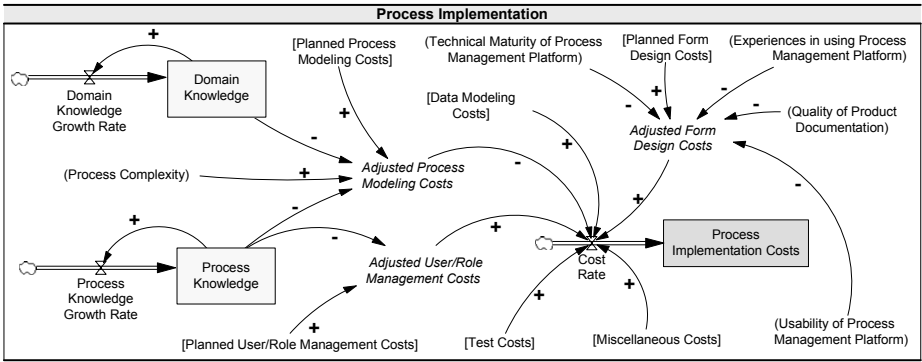 Process Implementation
+
[Planned Process
Modeling Costs]
(Technical Maturity of Process
Management Platform)
[Planned Form
Design Costs]
(Experiences in using Process
Management Platform)
Domain
Knowledge
Domain
Knowledge
Growth Rate
[Data Modeling
Costs]
+
-
+
-
-
(Quality of Product
Documentation)
-
+
Adjusted Form
Design Costs
(Process Complexity)
+
Adjusted Process
Modeling Costs
-
-
-
+
+
-
+
+
Process
Implementation Costs
Cost
Rate
Process
Knowledge
Process
Knowledge
Growth Rate
Adjusted User/Role
Management Costs
+
+
+
[Planned User/Role Management Costs]
[Test Costs]
[Miscellaneous Costs]
(Usability of Process
Management Platform)